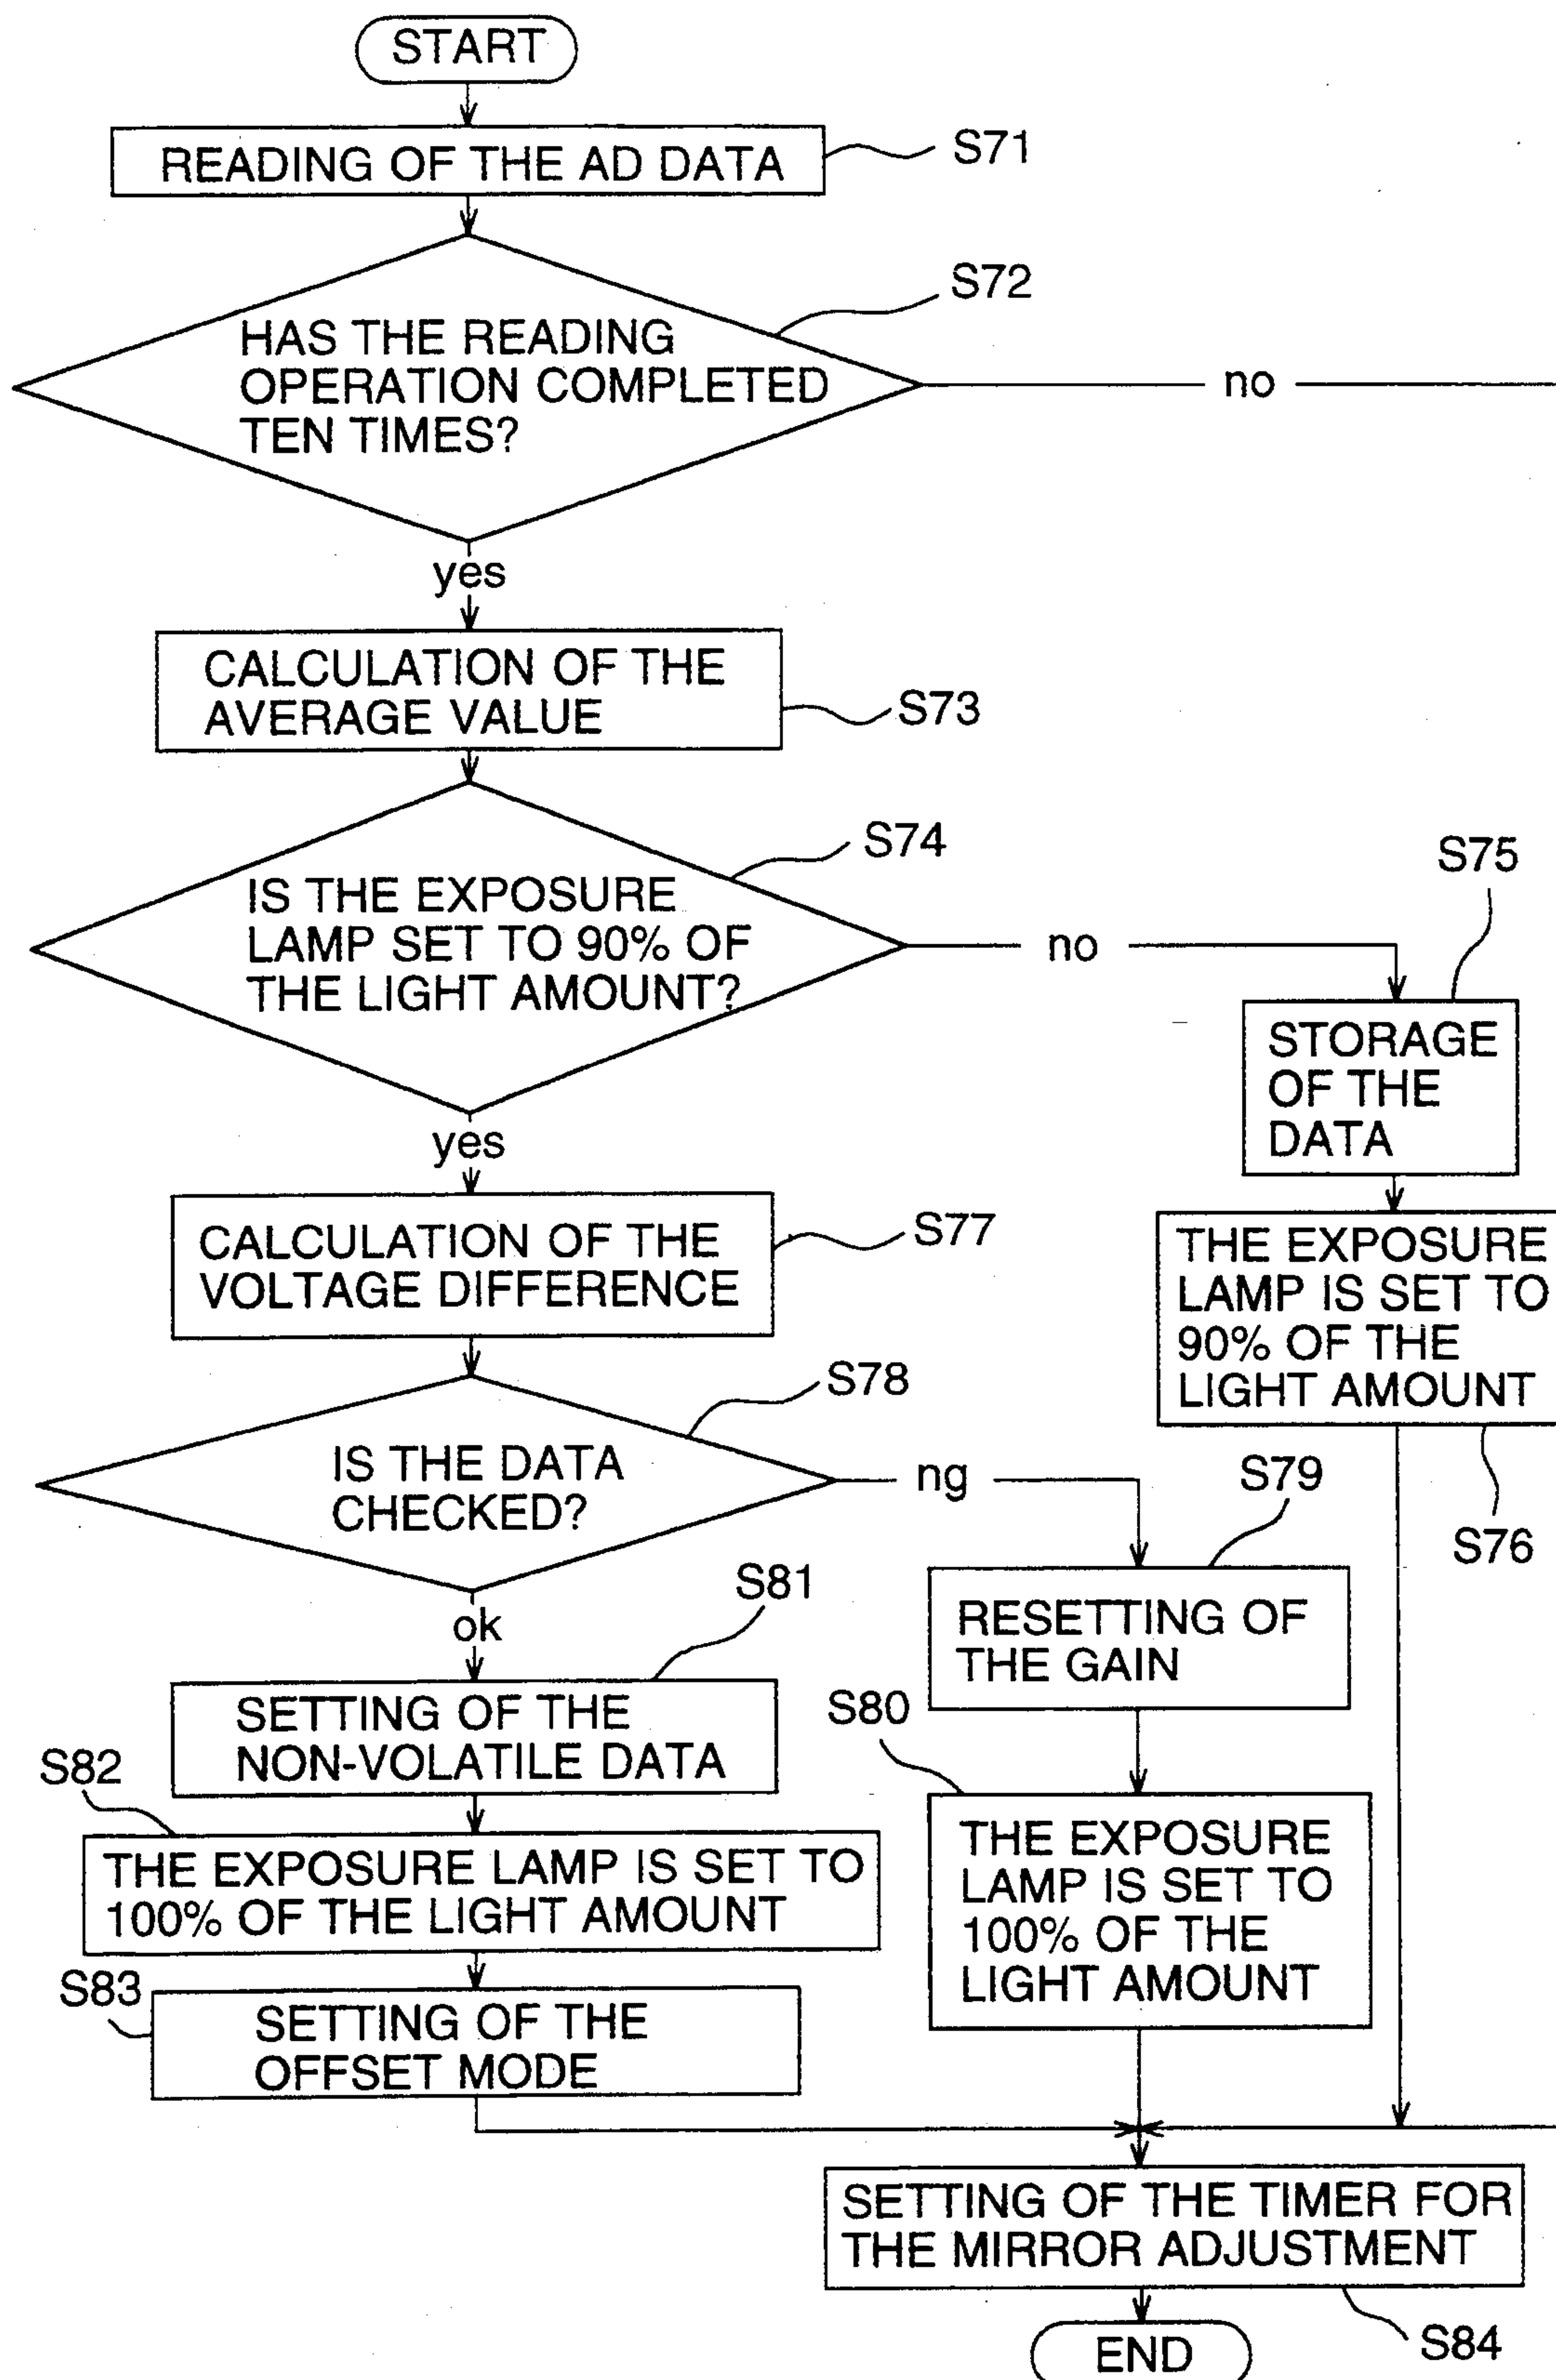 START
READING OF THE AD DATA
S71
S72
HAS THE READING
OPERATION COMPLETED
TEN TIMES?
no
yes
CALCULATION OF THE
AVERAGE VALUE
S73
S74
IS THE EXPOSURE
LAMP SET TO 90% OF
THE LIGHT AMOUNT?
no
yes
S75
STORAGE
OF THE
DATA
THE EXPOSURE
LAMP IS SET TO
90% OF THE
LIGHT AMOUNT
S76
CALCULATION OF THE
VOLTAGE DIFFERENCE
S77
S78
IS THE DATA
CHECKED?
ng
ok
S79
RESETTING OF
THE GAIN
S80
THE EXPOSURE
LAMP IS SET TO
100% OF THE
LIGHT AMOUNT
S81
SETTING OF THE
NON-VOLATILE DATA
S82
THE EXPOSURE LAMP IS SET TO
100% OF THE LIGHT AMOUNT
S83
SETTING OF THE
OFFSET MODE
SETTING OF THE TIMER FOR
THE MIRROR ADJUSTMENT
S84
END